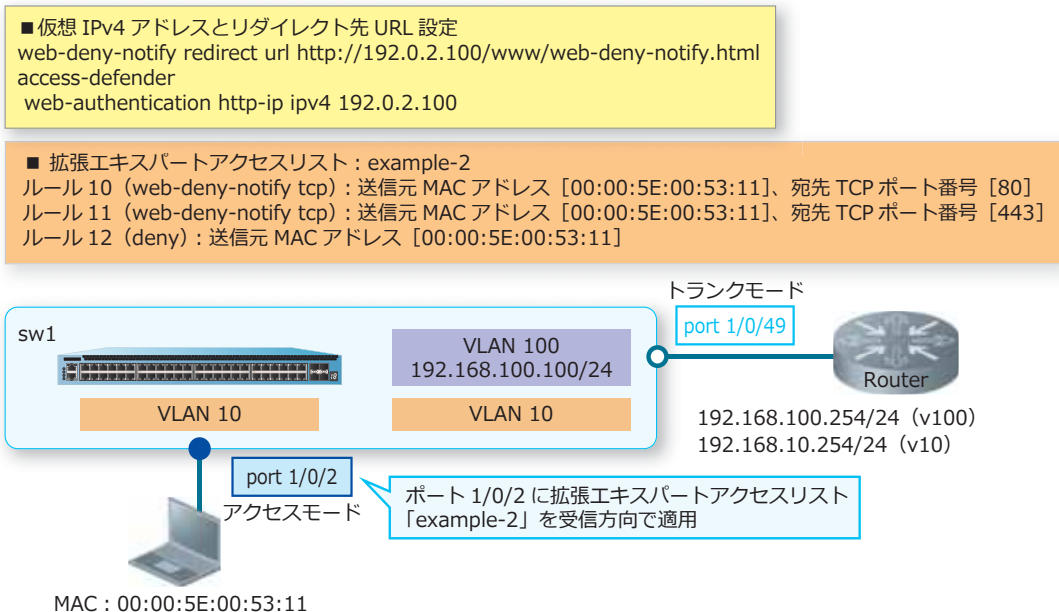 ■仮想 IPv4 アドレスとリダイレクト先 URL 設定
web-deny-notify redirect url http://192.0.2.100/www/web-deny-notify.html
access-defender
web-authentication http-ip ipv4 192.0.2.100
■ 拡張エキスパートアクセスリスト：example-2
ルール 10（web-deny-notify tcp）：送信元 MAC アドレス［00:00:5E:00:53:11］、宛先 TCP ポート番号［80］
ルール 11（web-deny-notify tcp）：送信元 MAC アドレス［00:00:5E:00:53:11］、宛先 TCP ポート番号［443］
ルール 12（deny）：送信元 MAC アドレス［00:00:5E:00:53:11］
トランクモード
port 1/0/49
sw1
VLAN 100
192.168.100.100/24
Router
VLAN 10
VLAN 10
192.168.100.254/24（v100）
192.168.10.254/24（v10）
port 1/0/2
アクセスモード
ポート 1/0/2 に拡張エキスパートアクセスリスト
「example-2」を受信方向で適用
MAC：00:00:5E:00:53:11